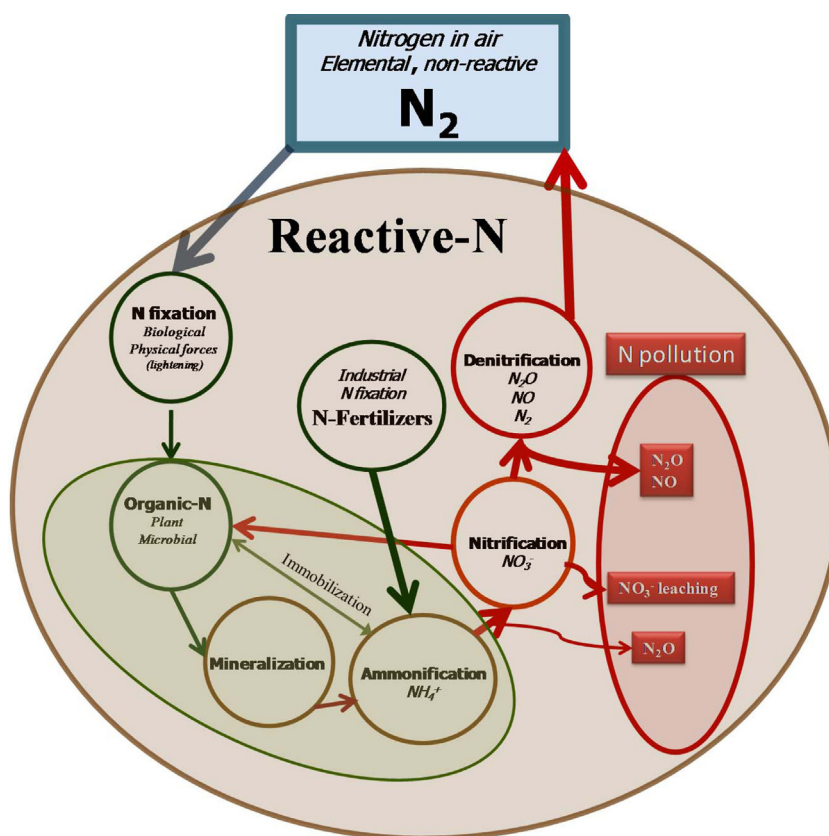 Nitrogen in air
Elemental, non-reactive
N₂
Reactive-N
N fixation
Biological
Physical forces
(lightening)
Industrial
N fixation
N-Fertilizers
Denitrification
N₂O
NO
N₂
N pollution
N₂O
NO
Organic-N
Plant
Microbial
Immobilization
Nitrification
NO₃⁻
NO₃⁻ leaching
N₂O
Mineralization
Ammonification
NH₄⁺